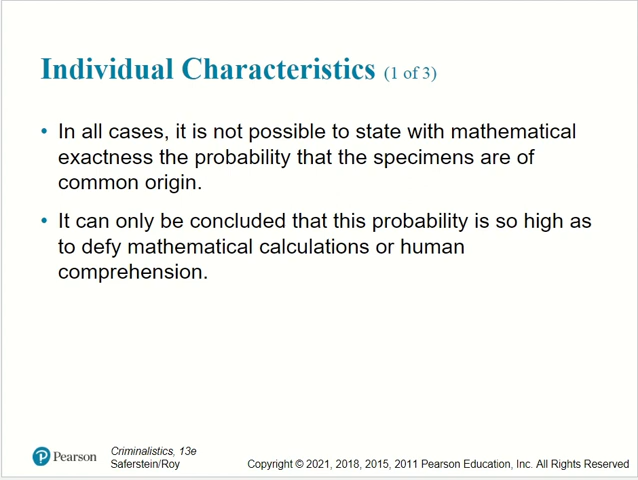 Individual Characteristics (1 of 3)
• In all cases, it is not possible to state with mathematical
exactness the probability that the specimens are of
common origin.
• It can only be concluded that this probability is so high as
to defy mathematical calculations or human
comprehension.
Pearson
Criminalistics, 13e
Saferstein/Roy
Copyright © 2021, 2018, 2015, 2011 Pearson Education, Inc. All Rights Reserved